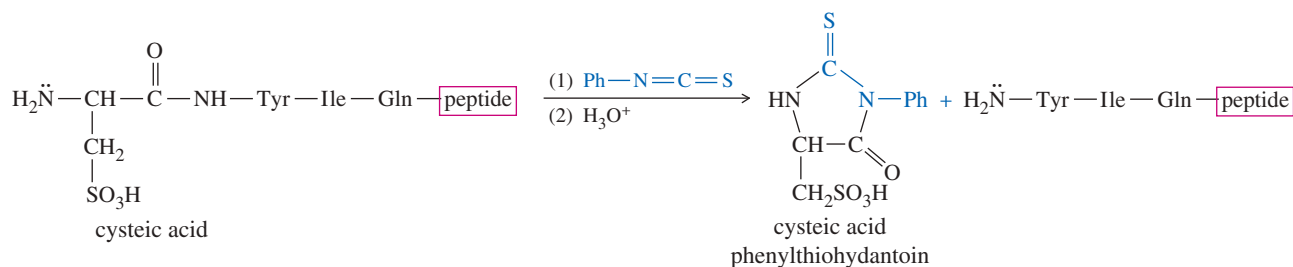 H₂N̈—CH—C—NH—Tyr—Ile—Gln—peptide
O
CH₂
SO₃H
cysteic acid
(1) Ph—N=C=S
(2) H₃O⁺
S
C
HN N—Ph + H₂N̈—Tyr—Ile—Gln—peptide
CH—C
O
CH₂SO₃H
cysteic acid
phenylthiohydantoin